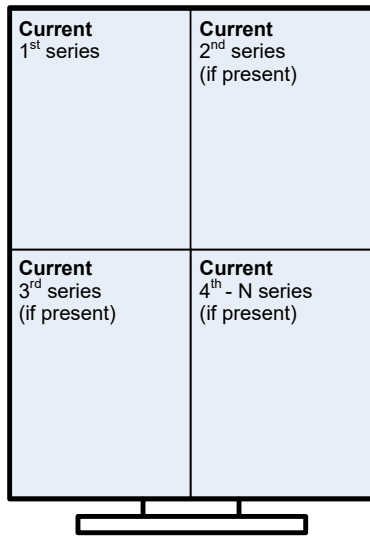 Current
1st series
Current
2nd series
(if present)
Current
3rd series
(if present)
Current
4th - N series
(if present)